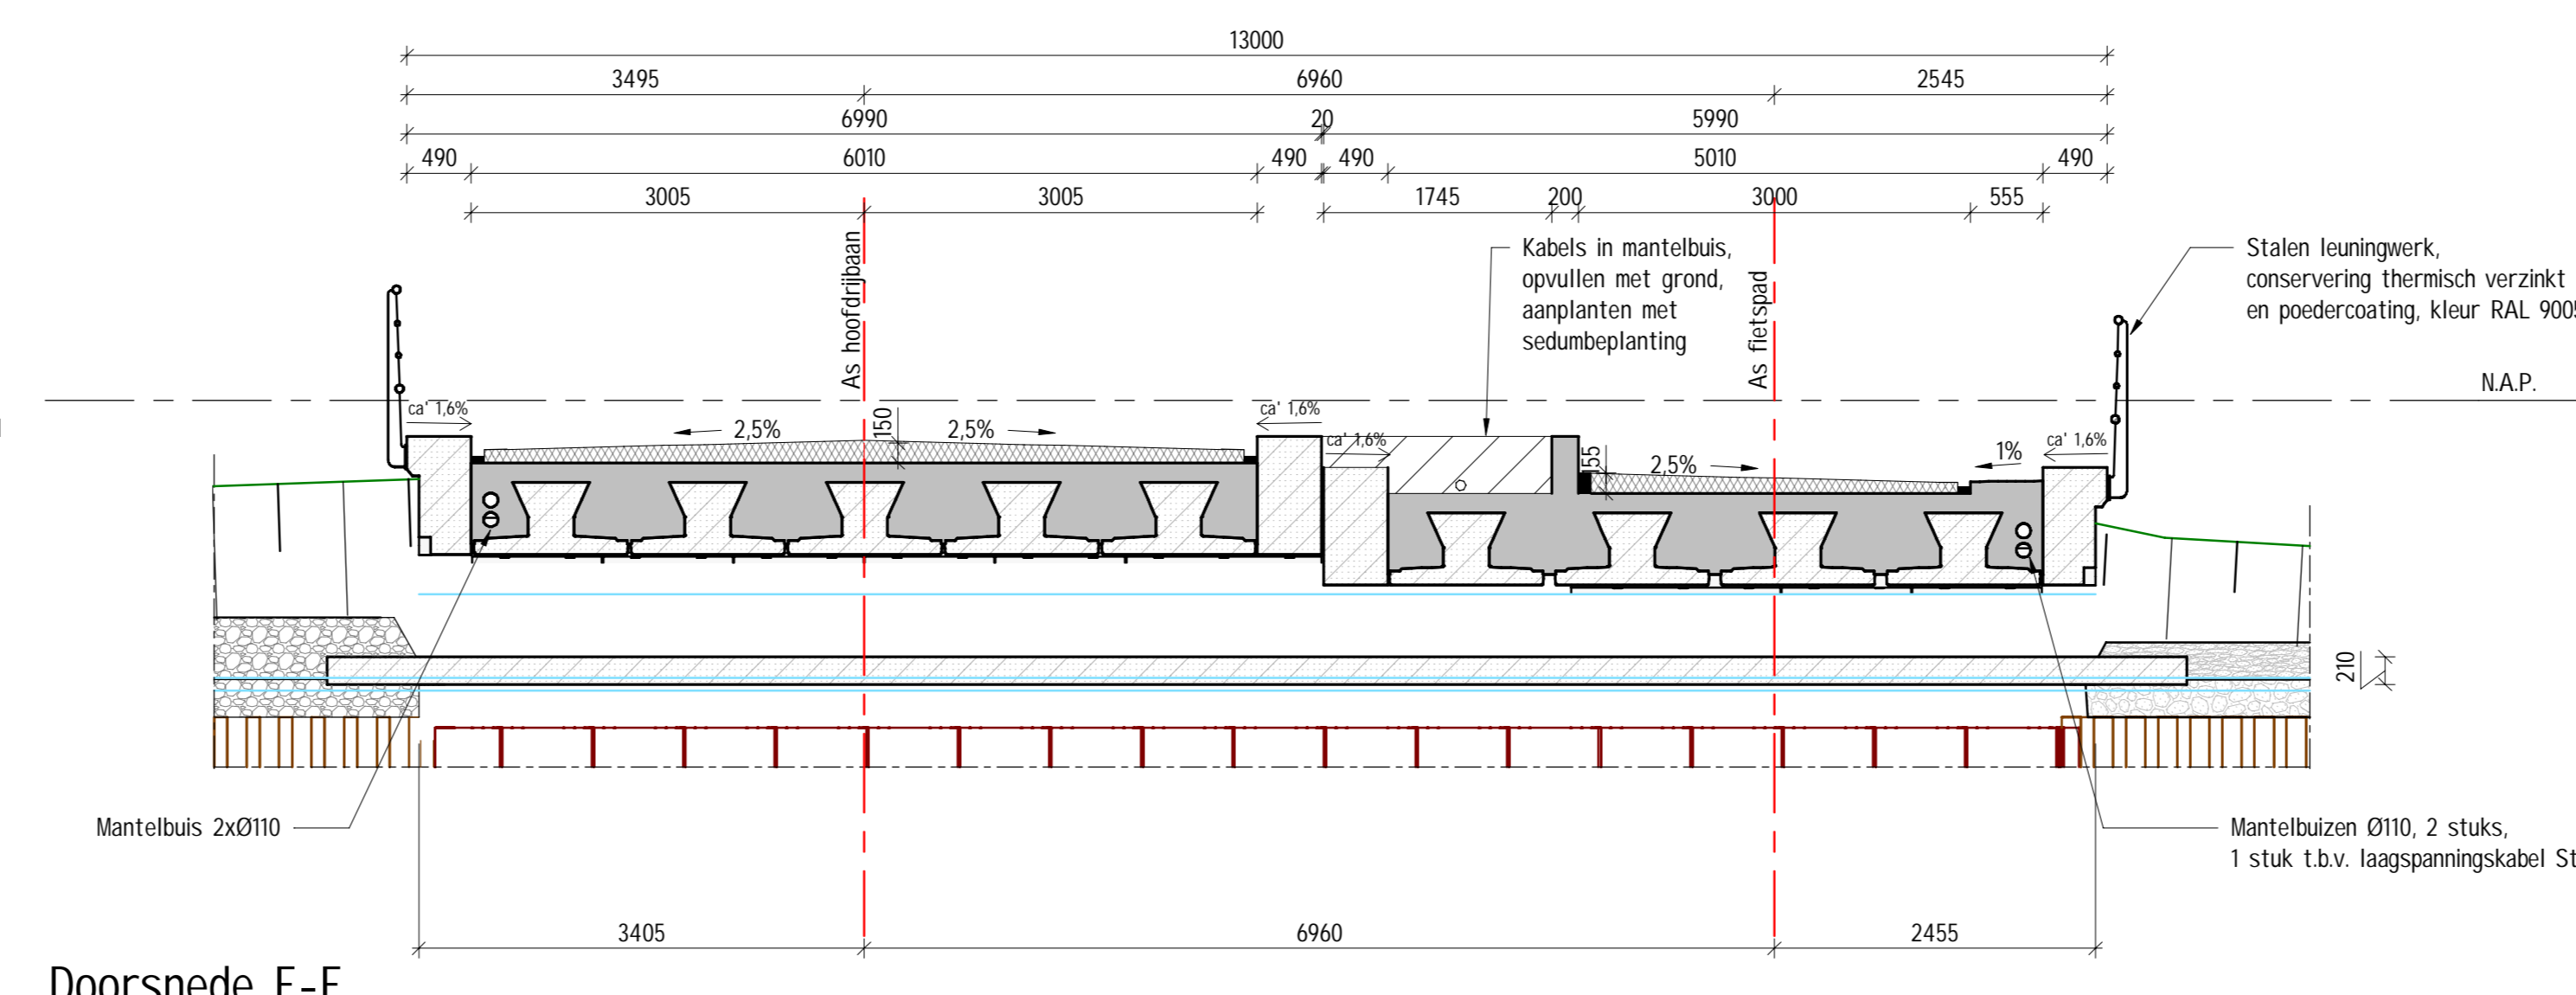 13000
3495 6960 2545
6990 20 5990
490 6010 490 490 5010 490
3005 3005 1745 200 3000 555
As hoofdrijbaan
As fietspad
Kabels in mantelbuis,
opvullen met grond,
aanplanten met
sedumbeplanting
Stalen leuningwerk,
conservering thermisch verzinkt
en poedercoating, kleur RAL 9005
N.A.P.
ca' 1,6%
2,5%
150
2,5%
ca' 1,6%
ca' 1,6%
155
2,5%
1%
ca' 1,6%
210
Mantelbuis 2xØ110
Mantelbuizen Ø110, 2 stuks,
1 stuk t.b.v. laagspanningskabel
3405 6960 2455
Doorsnede